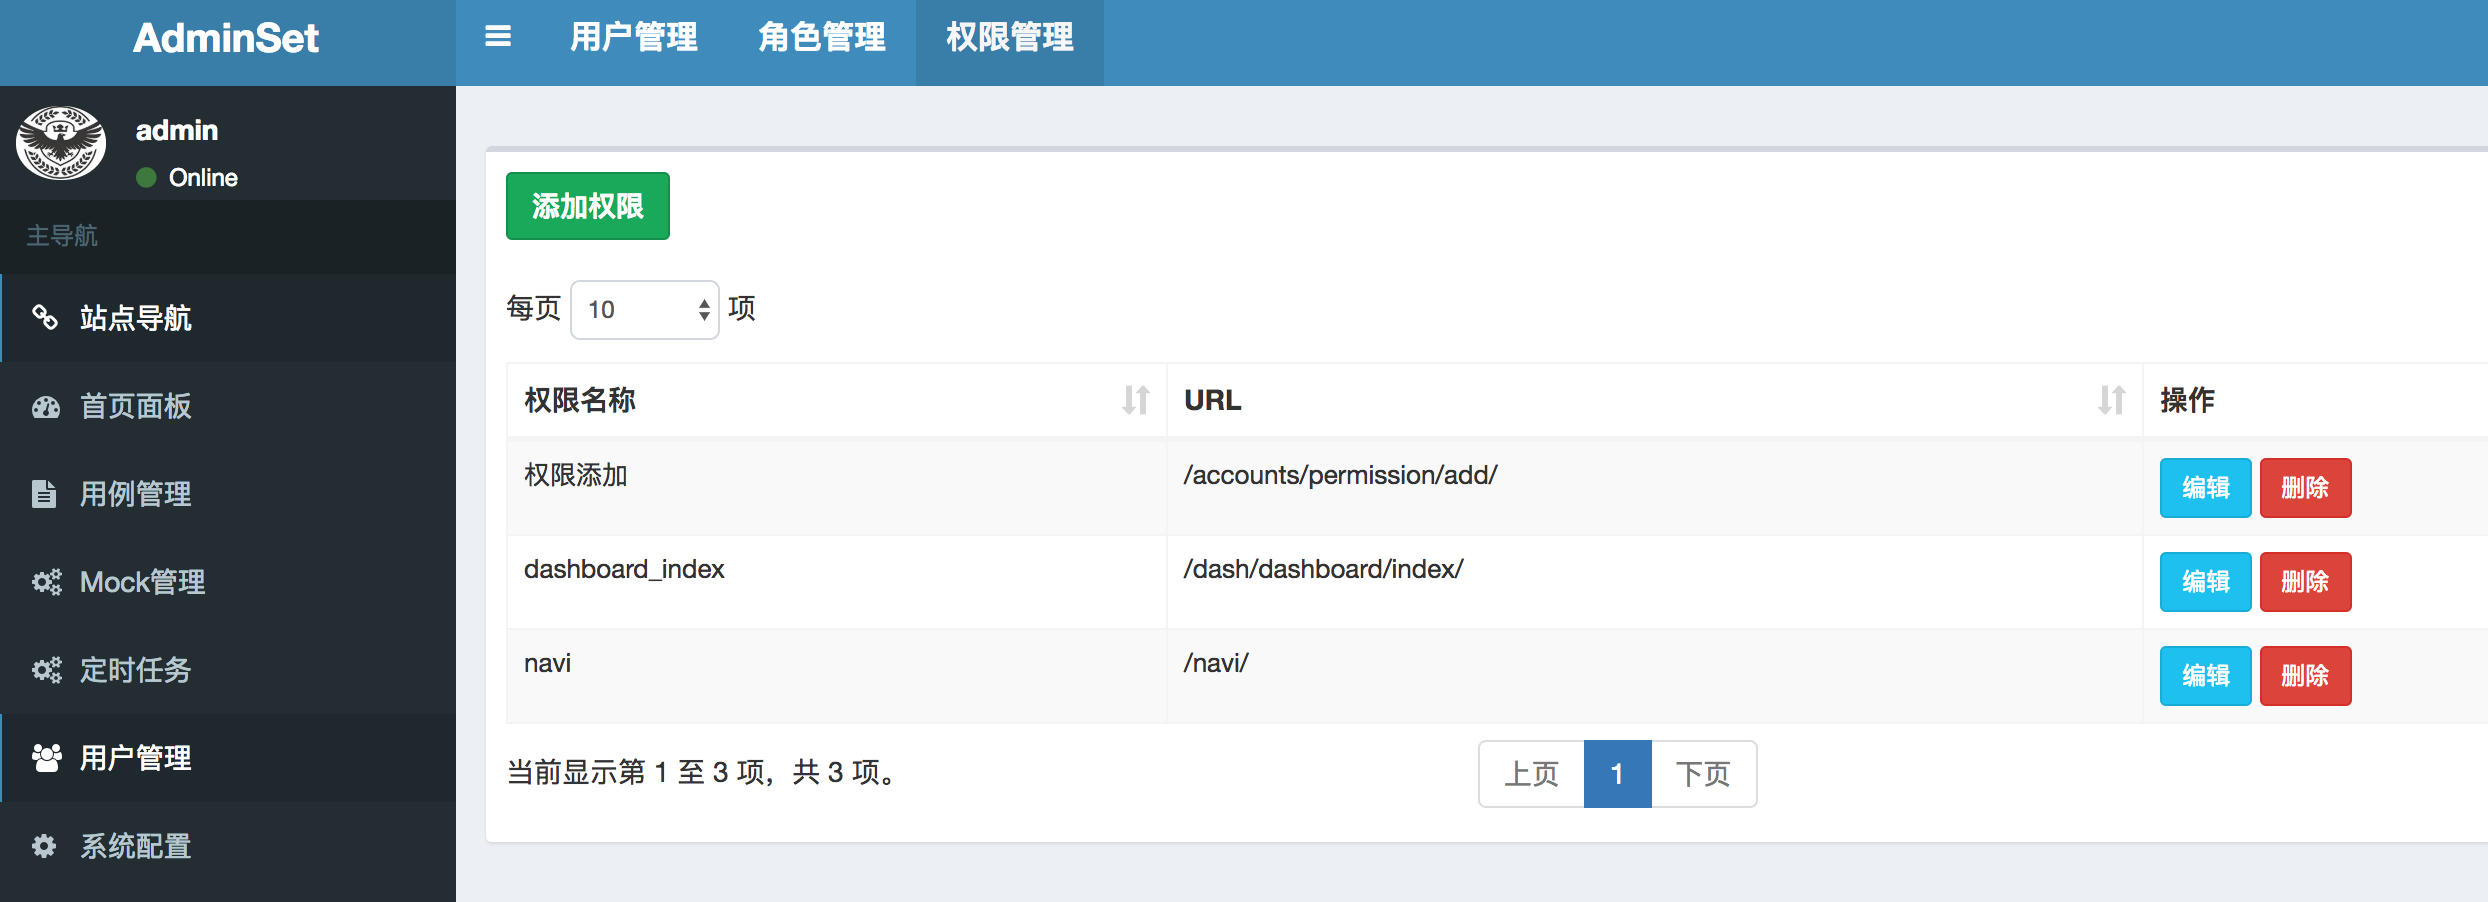 AdminSet
用户管理 角色管理 权限管理
admin
Online
主导航
站点导航
首页面板
用例管理
Mock管理
定时任务
用户管理
系统配置
添加权限
每页 10 项
权限名称 URL 操作
权限添加 /accounts/permission/add/ 编辑 删除
dashboard_index /dash/dashboard/index/ 编辑 删除
navi /navi/ 编辑 删除
当前显示第 1 至 3 项，共 3 项。
上页 1 下页